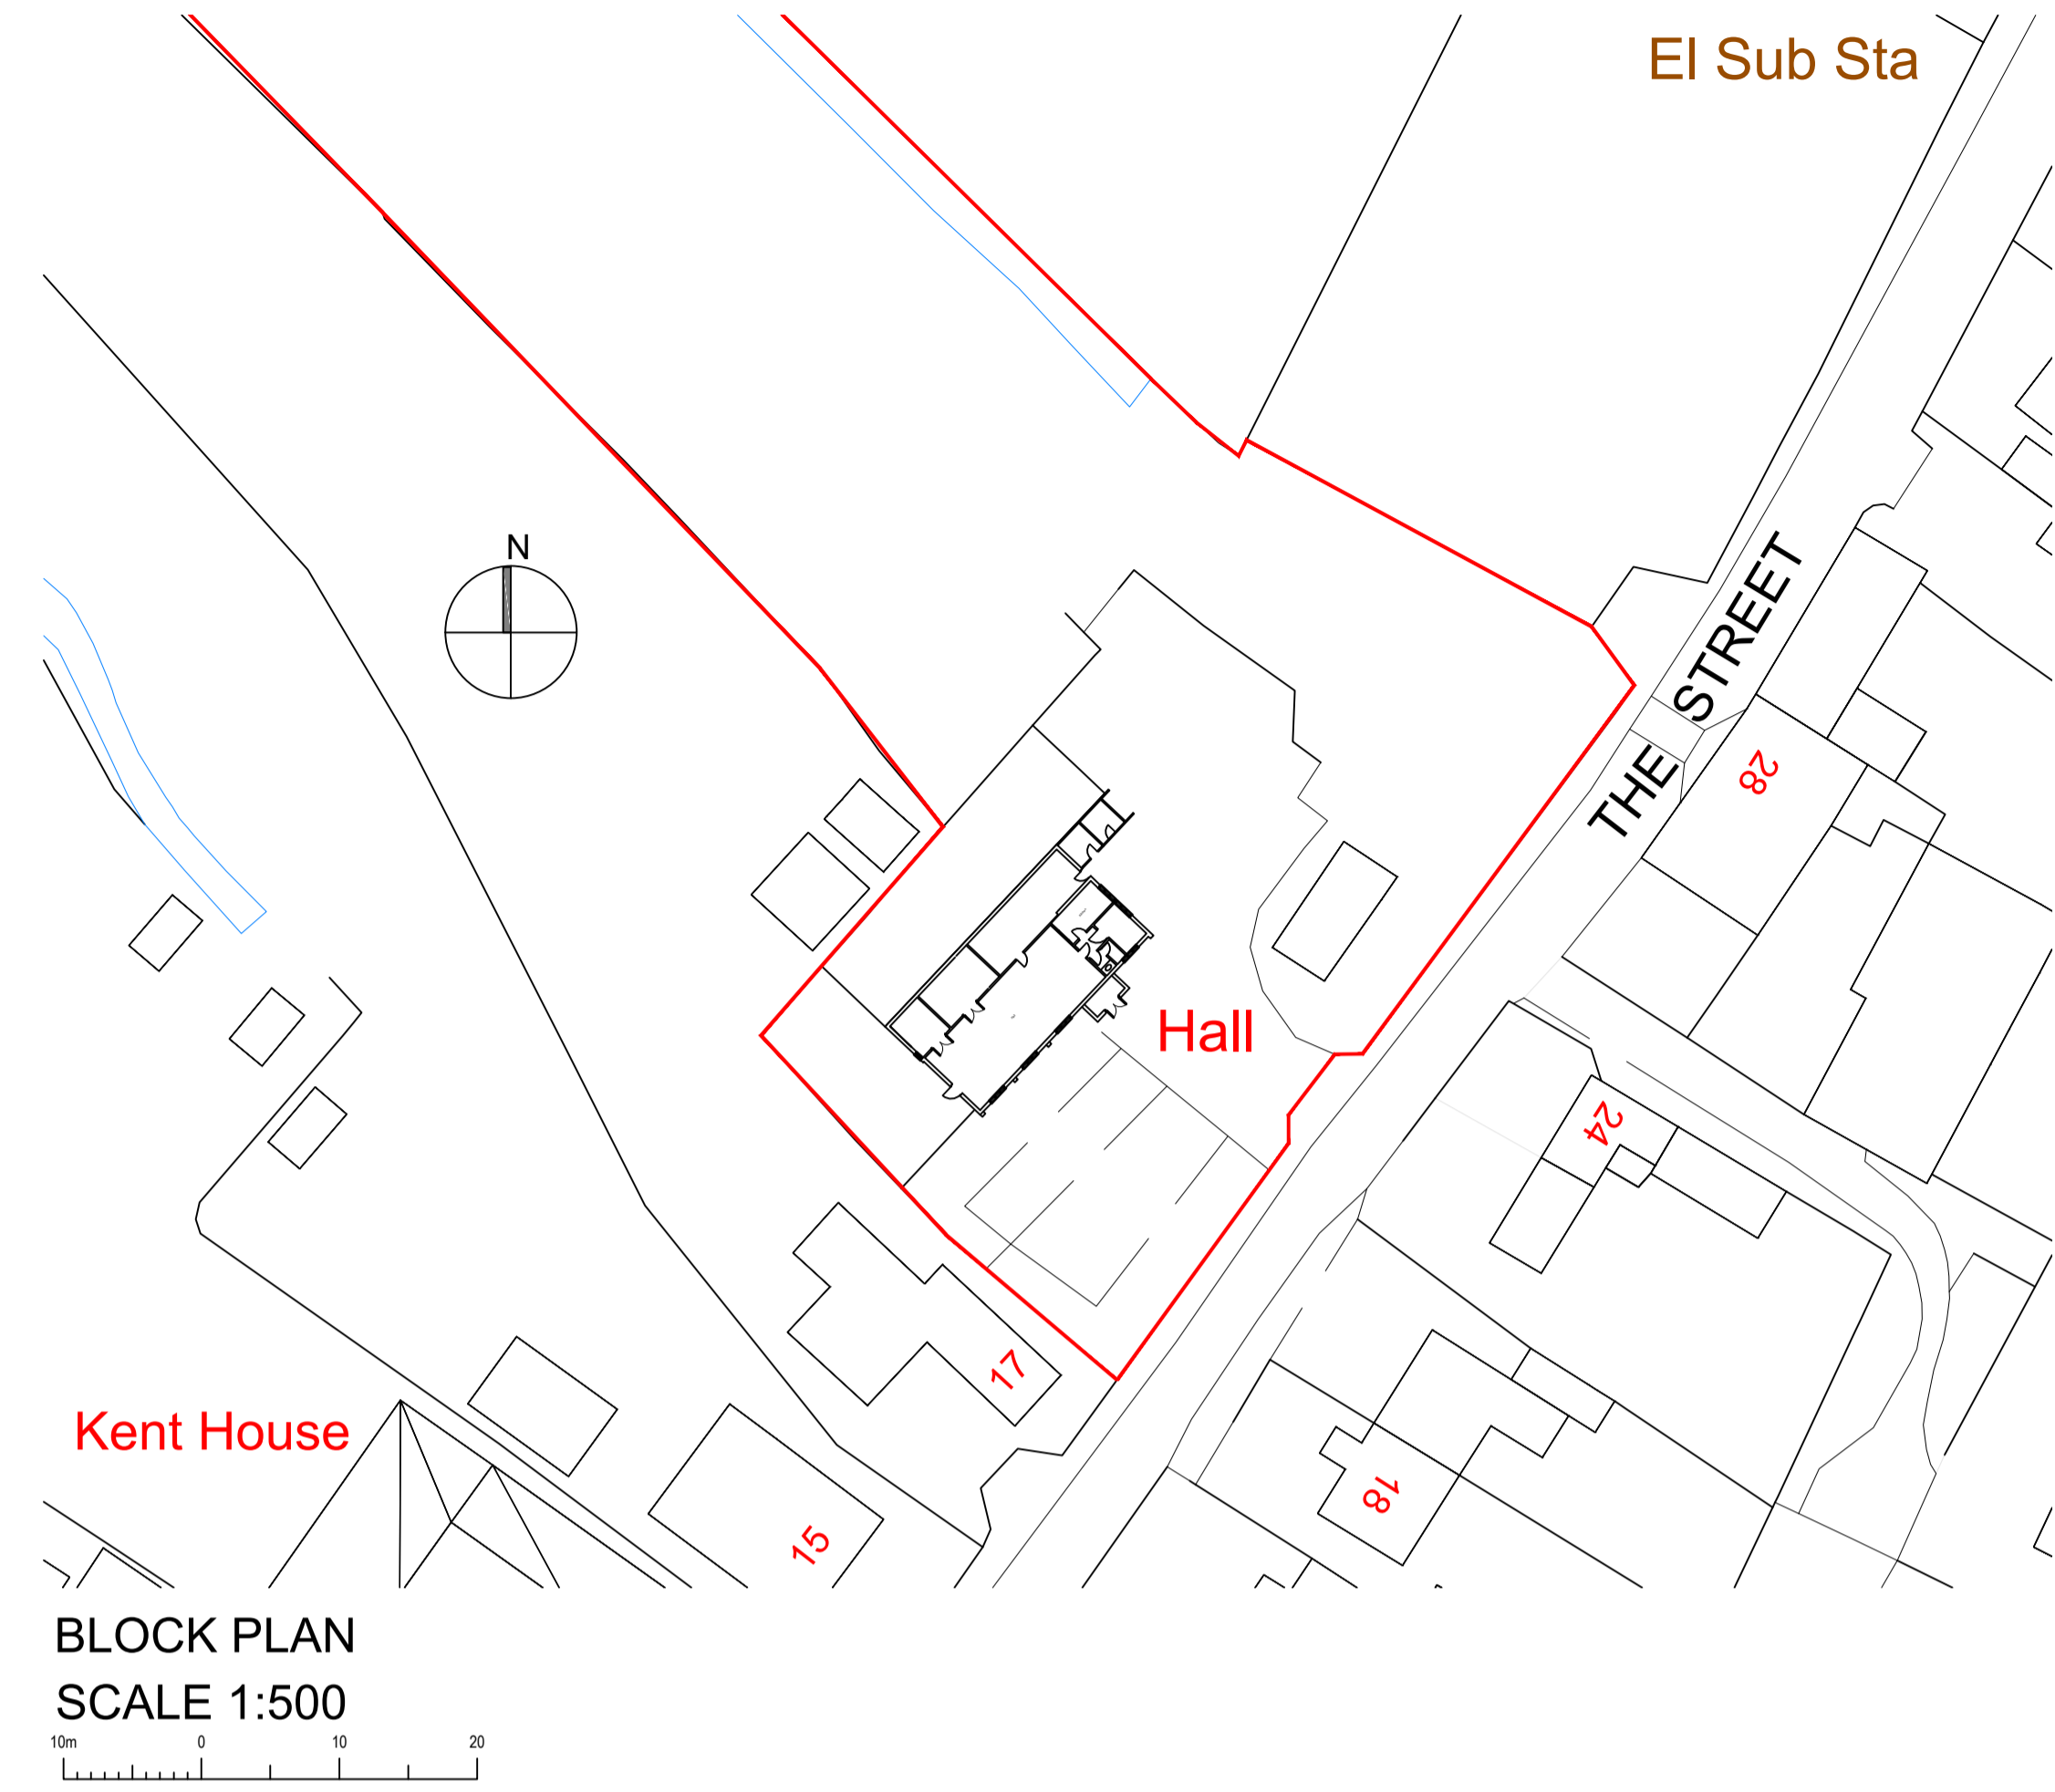 El Sub Sta
N
THE STREET
28
Hall
24
17
Kent House
18
15
BLOCK PLAN
SCALE 1:500
10m 0 10 20